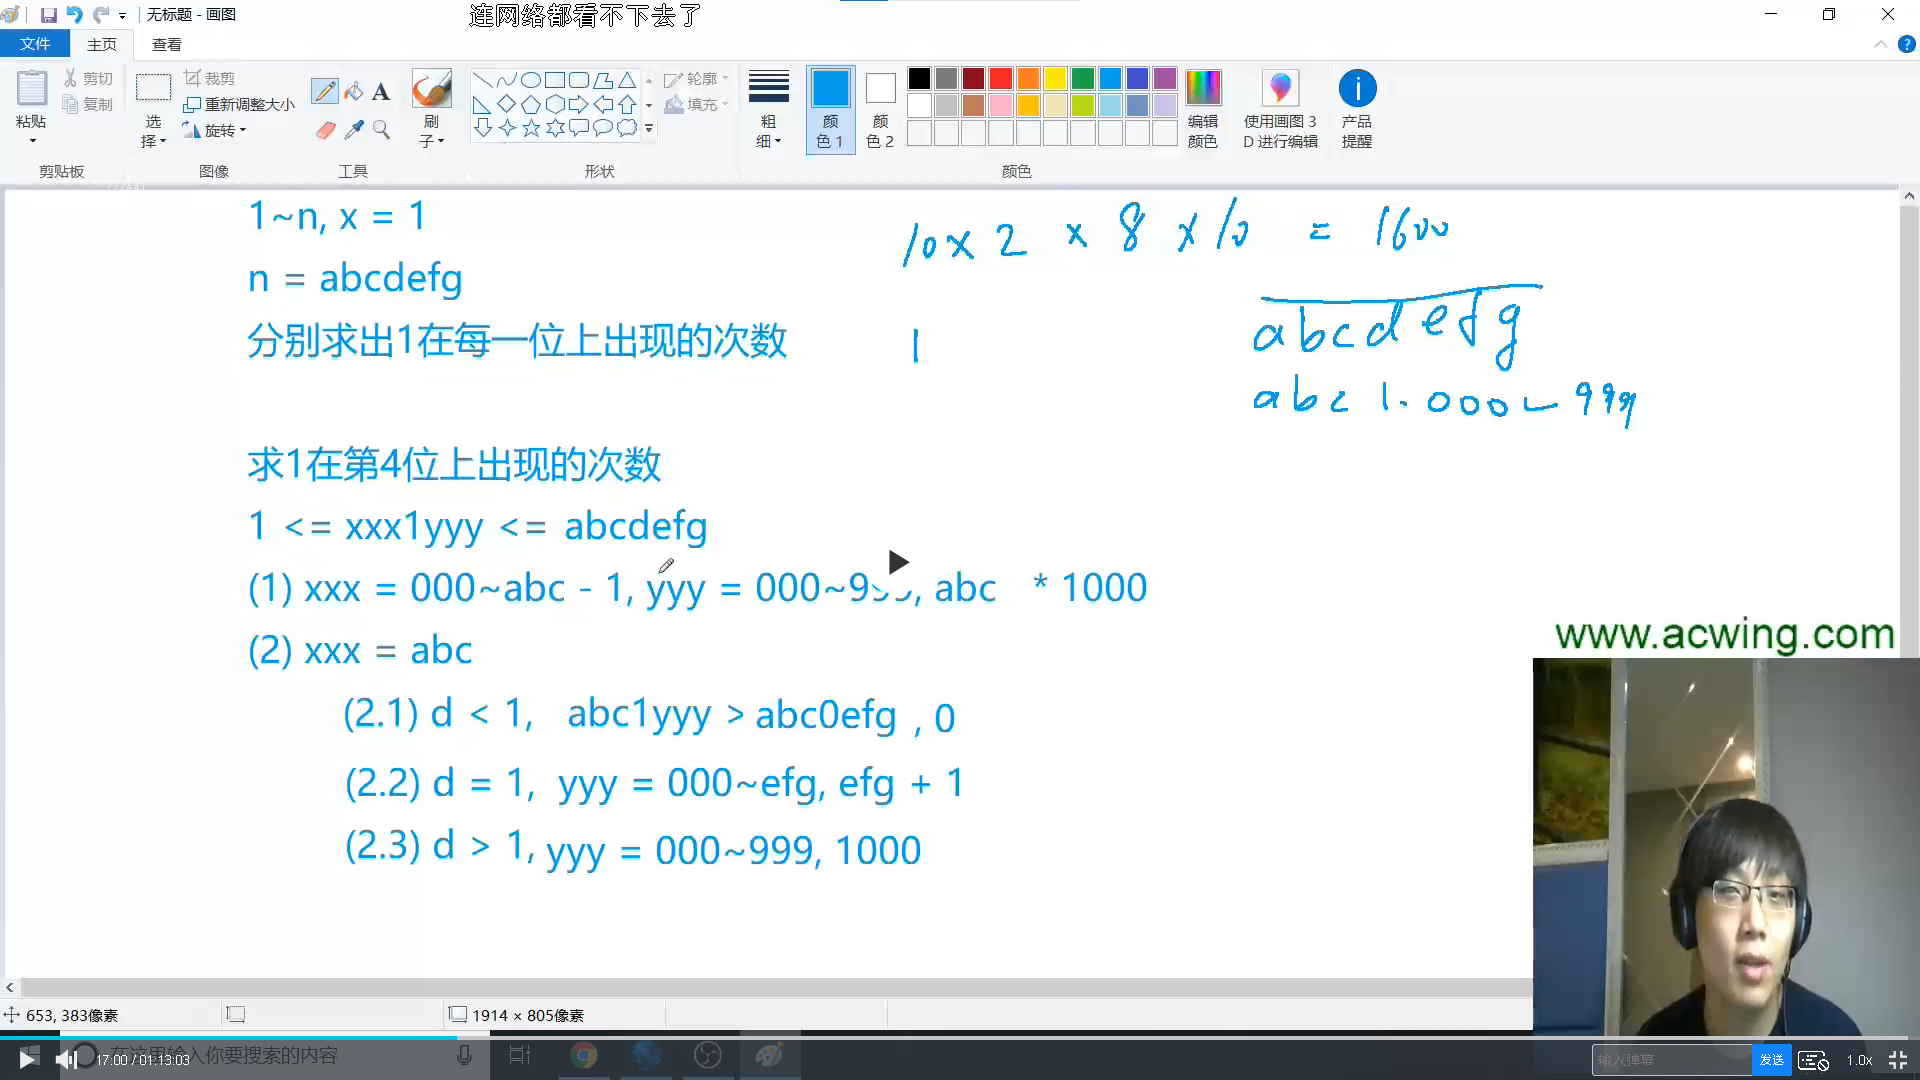 无标题 - 画图
连网络都看不下去了
文件 主页 查看
粘贴 剪切 复制
选择 裁剪 重新调整大小 旋转
刷子
轮廓 填充
粗细 颜色 1 颜色 2
编辑颜色 使用画图 3D 进行编辑 产品提醒
剪贴板 图像 工具 形状 颜色
1~n, x = 1
10 x 2 x 8 x 10 = 1600
n = abcdefg
abcdefg
分别求出1在每一位上出现的次数
1
abc 1. 000 ~ 999
求1在第4位上出现的次数
1 <= xxx1yyy <= abcdefg
(1) xxx = 000~abc - 1, yyy = 000~999, abc * 1000
(2) xxx = abc
www.acwing.com
(2.1) d < 1, abc1yyy > abc0efg , 0
(2.2) d = 1, yyy = 000~efg, efg + 1
(2.3) d > 1, yyy = 000~999, 1000
653, 383像素
1914 × 805像素
17:00 / 01:13:03
在这里输入你要搜索的内容
输入弹幕 发送 1.0x